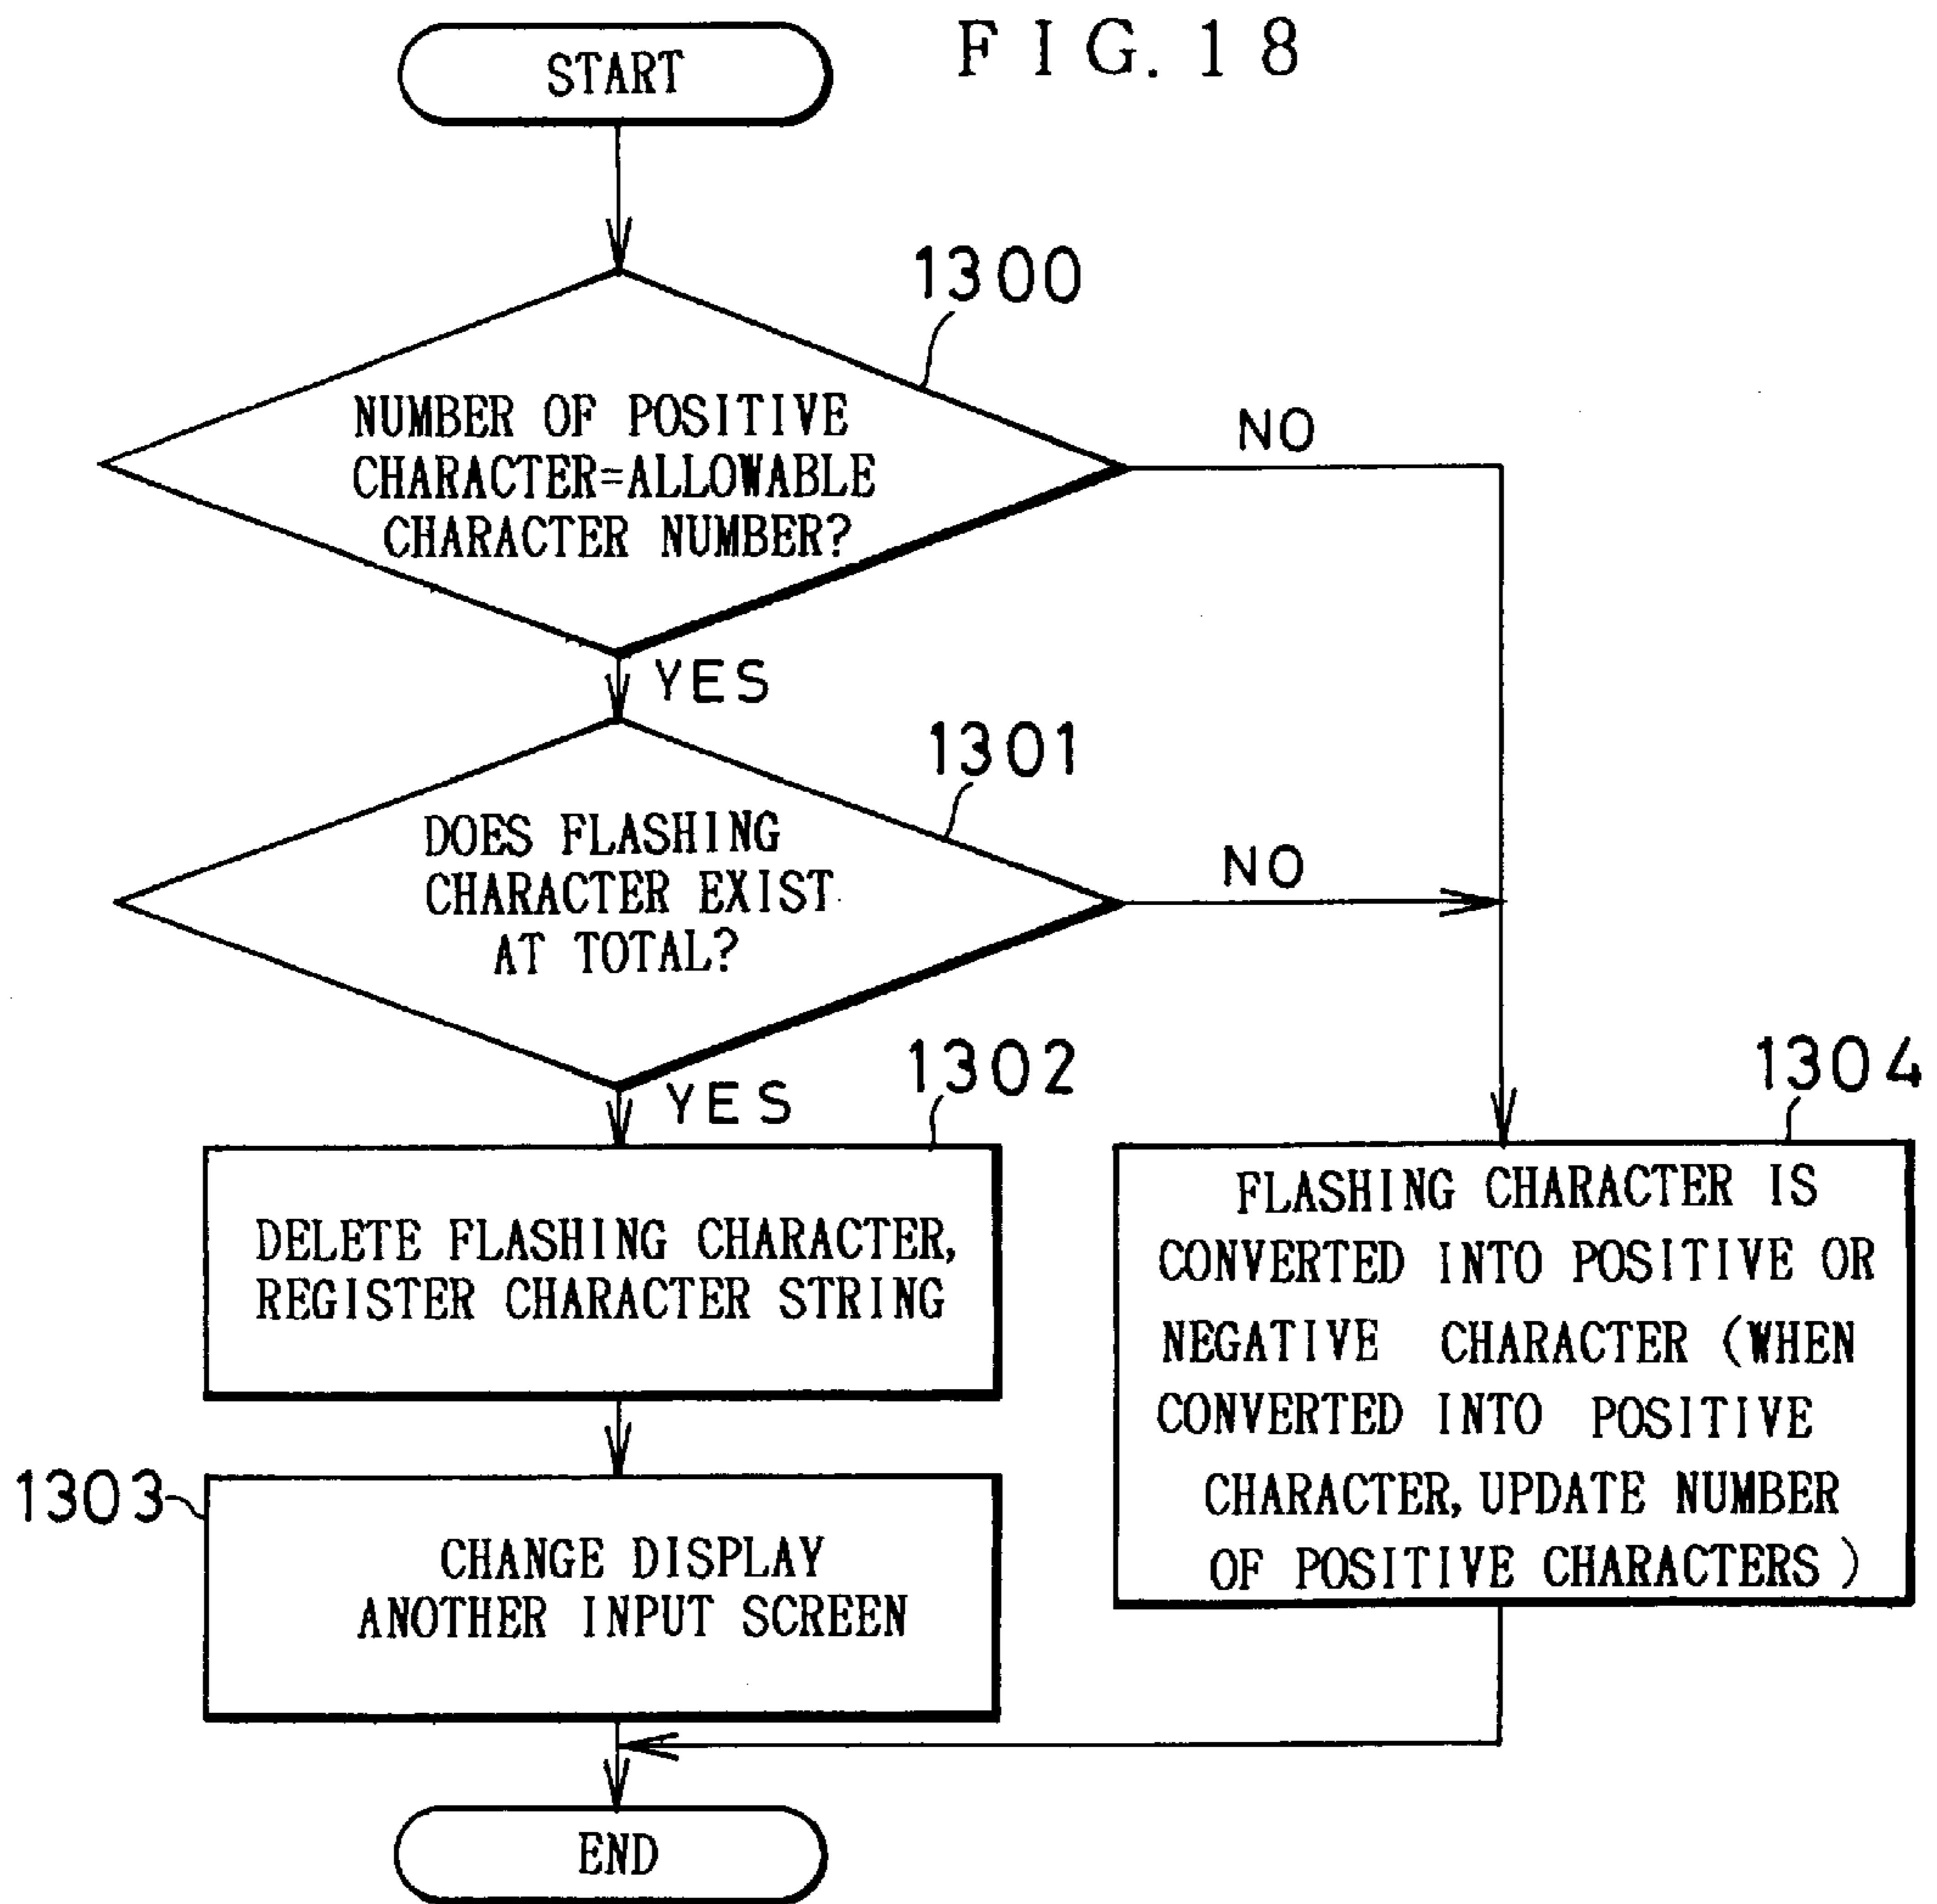 FIG. 18
START
1300
NUMBER OF POSITIVE
CHARACTER=ALLOWABLE
CHARACTER NUMBER?
NO
YES
1301
DOES FLASHING
CHARACTER EXIST
AT TOTAL?
NO
YES
1302
DELETE FLASHING CHARACTER,
REGISTER CHARACTER STRING
1304
FLASHING CHARACTER IS
CONVERTED INTO POSITIVE OR
NEGATIVE CHARACTER (WHEN
CONVERTED INTO POSITIVE
CHARACTER, UPDATE NUMBER
OF POSITIVE CHARACTERS)
1303
CHANGE DISPLAY
ANOTHER INPUT SCREEN
END